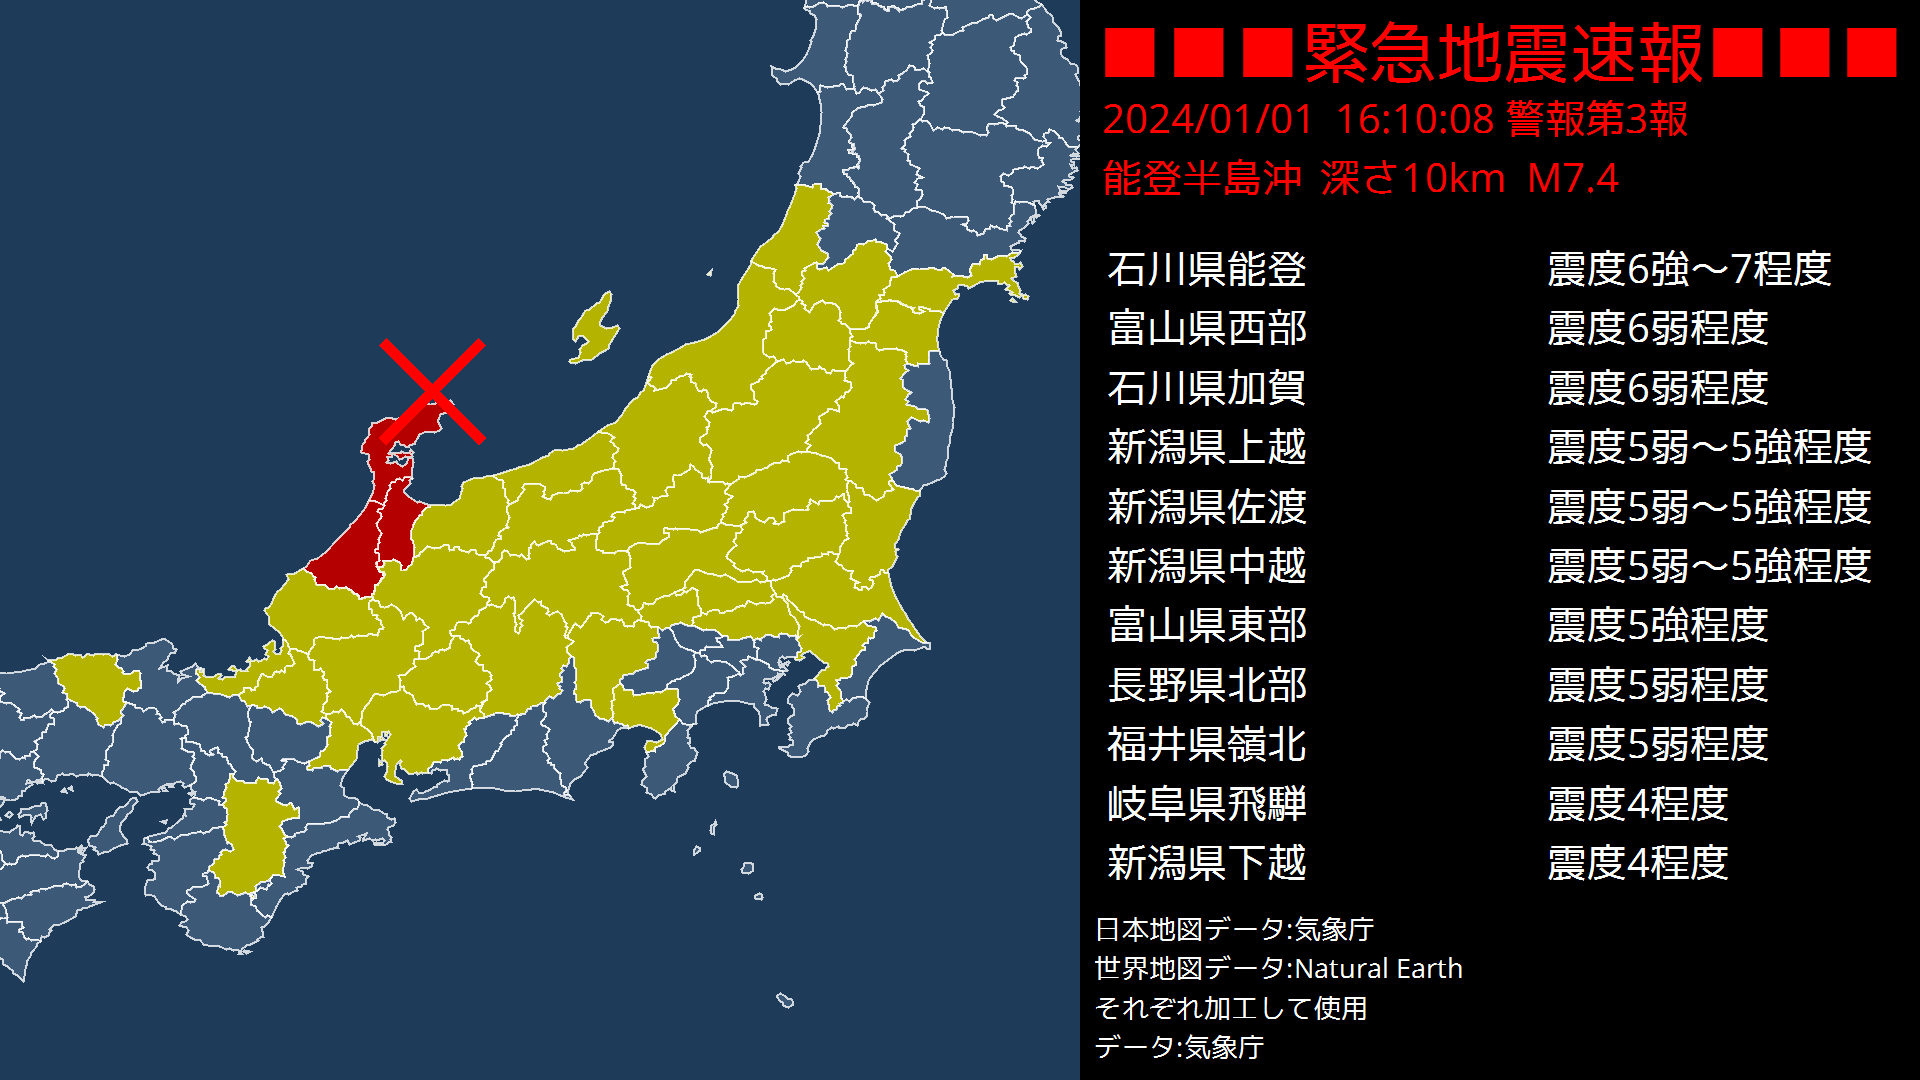 ■■■緊急地震速報■■■
2024/01/01 16:10:08 警報第3報
能登半島沖 深さ10km M7.4
石川県能登 震度6強～7程度
富山県西部 震度6弱程度
石川県加賀 震度6弱程度
新潟県上越 震度5弱～5強程度
新潟県佐渡 震度5弱～5強程度
新潟県中越 震度5弱～5強程度
富山県東部 震度5強程度
長野県北部 震度5弱程度
福井県嶺北 震度5弱程度
岐阜県飛騨 震度4程度
新潟県下越 震度4程度
日本地図データ:気象庁
世界地図データ:Natural Earth
それぞれ加工して使用
データ:気象庁